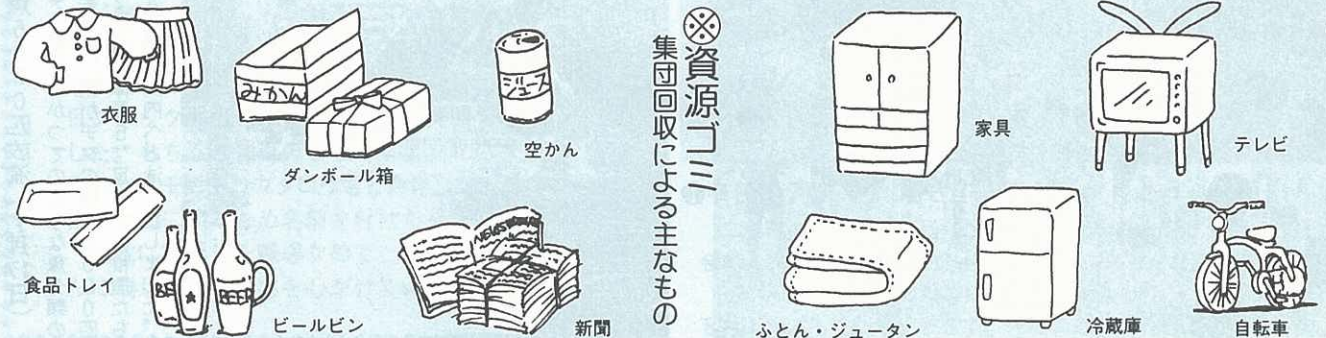 ※資源ゴミ
集団回収による主なもの
家具
テレビ
ふとん・ジュータン
冷蔵庫
自転車
衣服
みかん
ダンボール箱
ジュース
空かん
食品トレイ
BEER
ビールビン
新聞